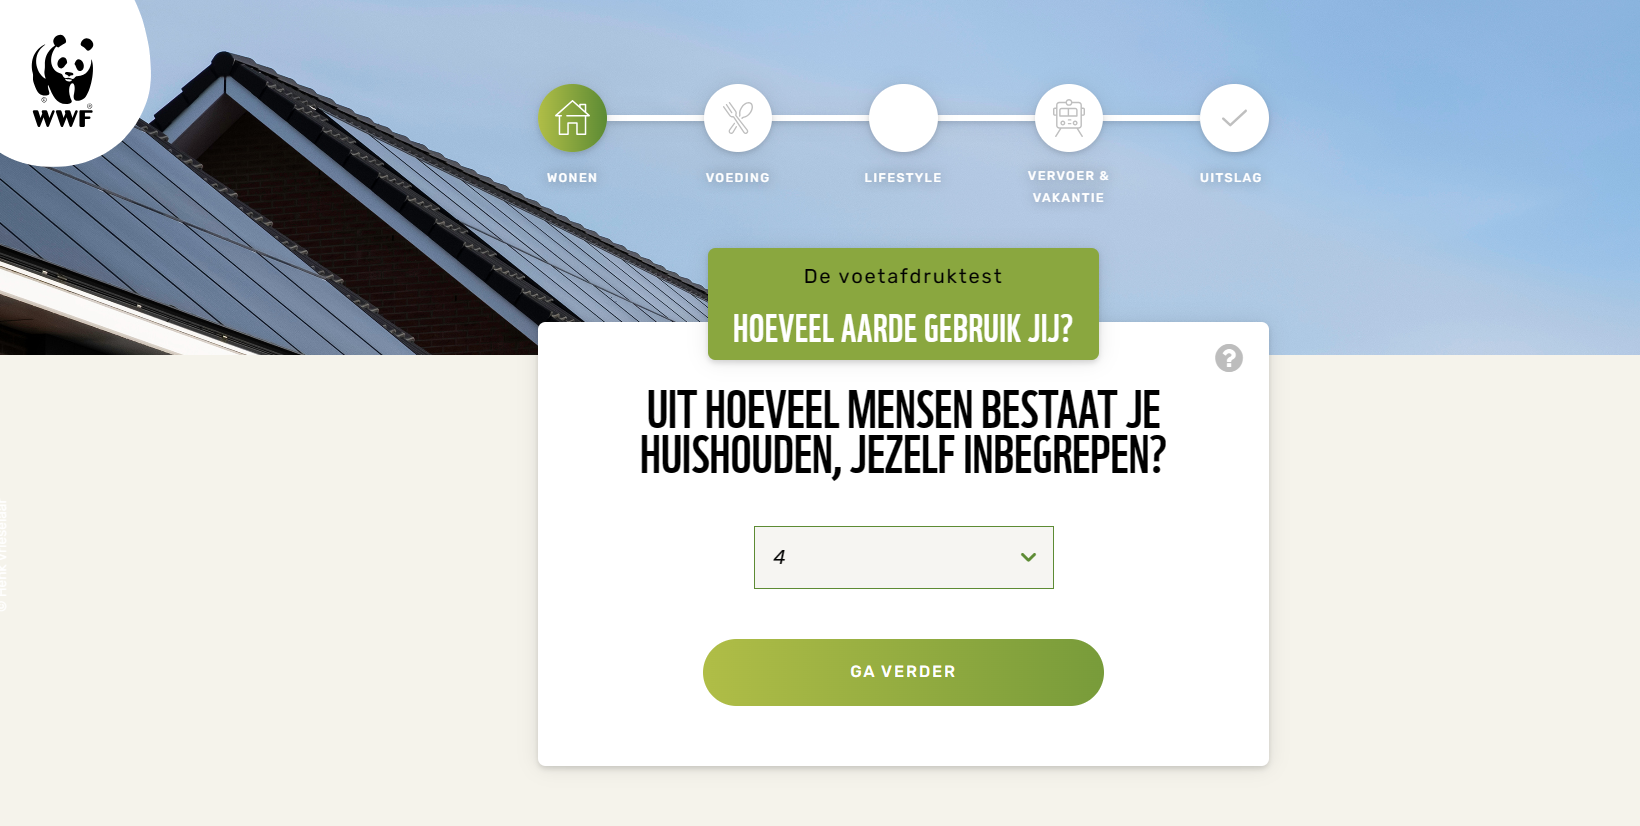 WWF
WONEN
VOEDING
LIFESTYLE
VERVOER &
VAKANTIE
UITSLAG
De voetafdruktest
HOEVEEL AARDE GEBRUIK JIJ?
UIT HOEVEEL MENSEN BESTAAT JE
HUISHOUDEN, JEZELF INBEGREPEN?
4
GA VERDER